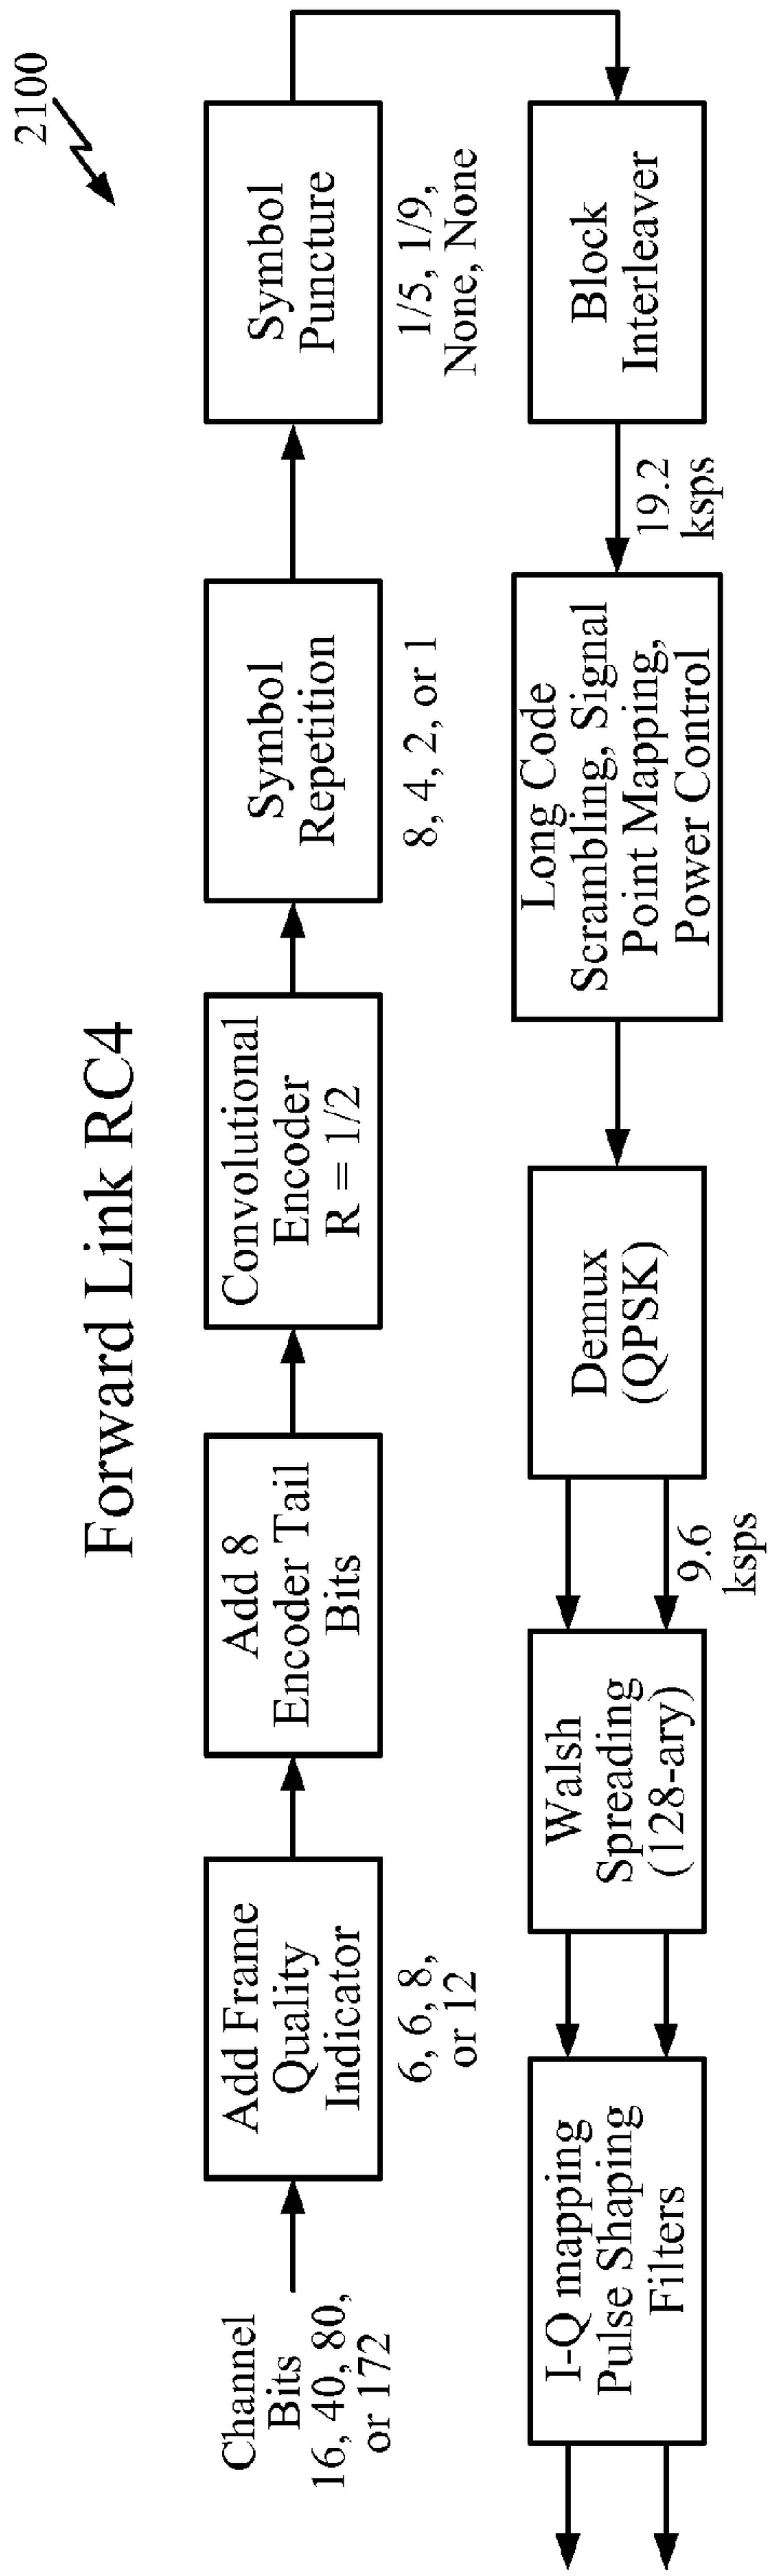 2100
Forward Link RC4
Channel
Bits
16, 40, 80,
or 172
Add Frame
Quality
Indicator
6, 6, 8,
or 12
Add 8
Encoder Tail
Bits
Convolutional
Encoder
R = 1/2
Symbol
Repetition
8, 4, 2, or 1
Symbol
Puncture
1/5, 1/9,
None, None
Block
Interleaver
19.2
ksps
Long Code
Scrambling, Signal
Point Mapping,
Power Control
Demux
(QPSK)
9.6
ksps
Walsh
Spreading
(128-ary)
I-Q mapping
Pulse Shaping
Filters